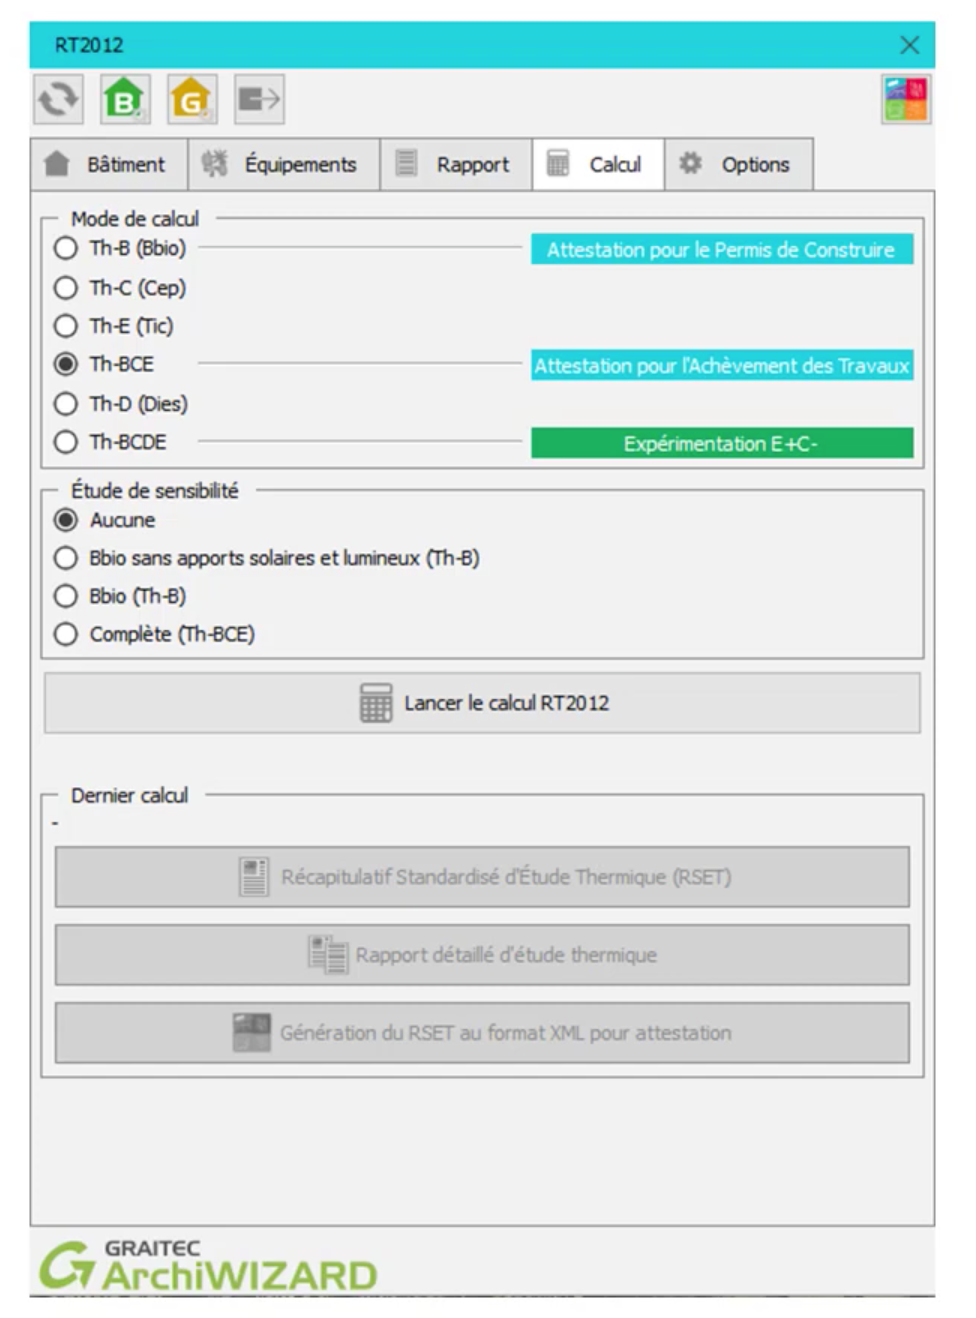 RT2012
B
G
Bâtiment
Équipements
Rapport
Calcul
Options
Mode de calcul
Th-B (Bbio)
Attestation pour le Permis de Construire
Th-C (Cep)
Th-E (Tic)
Th-BCE
Attestation pour l'Achèvement des Travaux
Th-D (Dies)
Th-BCDE
Expérimentation E+C-
Étude de sensibilité
Aucune
Bbio sans apports solaires et lumineux (Th-B)
Bbio (Th-B)
Complète (Th-BCE)
Lancer le calcul RT2012
Dernier calcul
-
Récapitulatif Standardisé d'Étude Thermique (RSET)
Rapport détaillé d'étude thermique
Génération du RSET au format XML pour attestation
GRAITEC
ArchiWIZARD